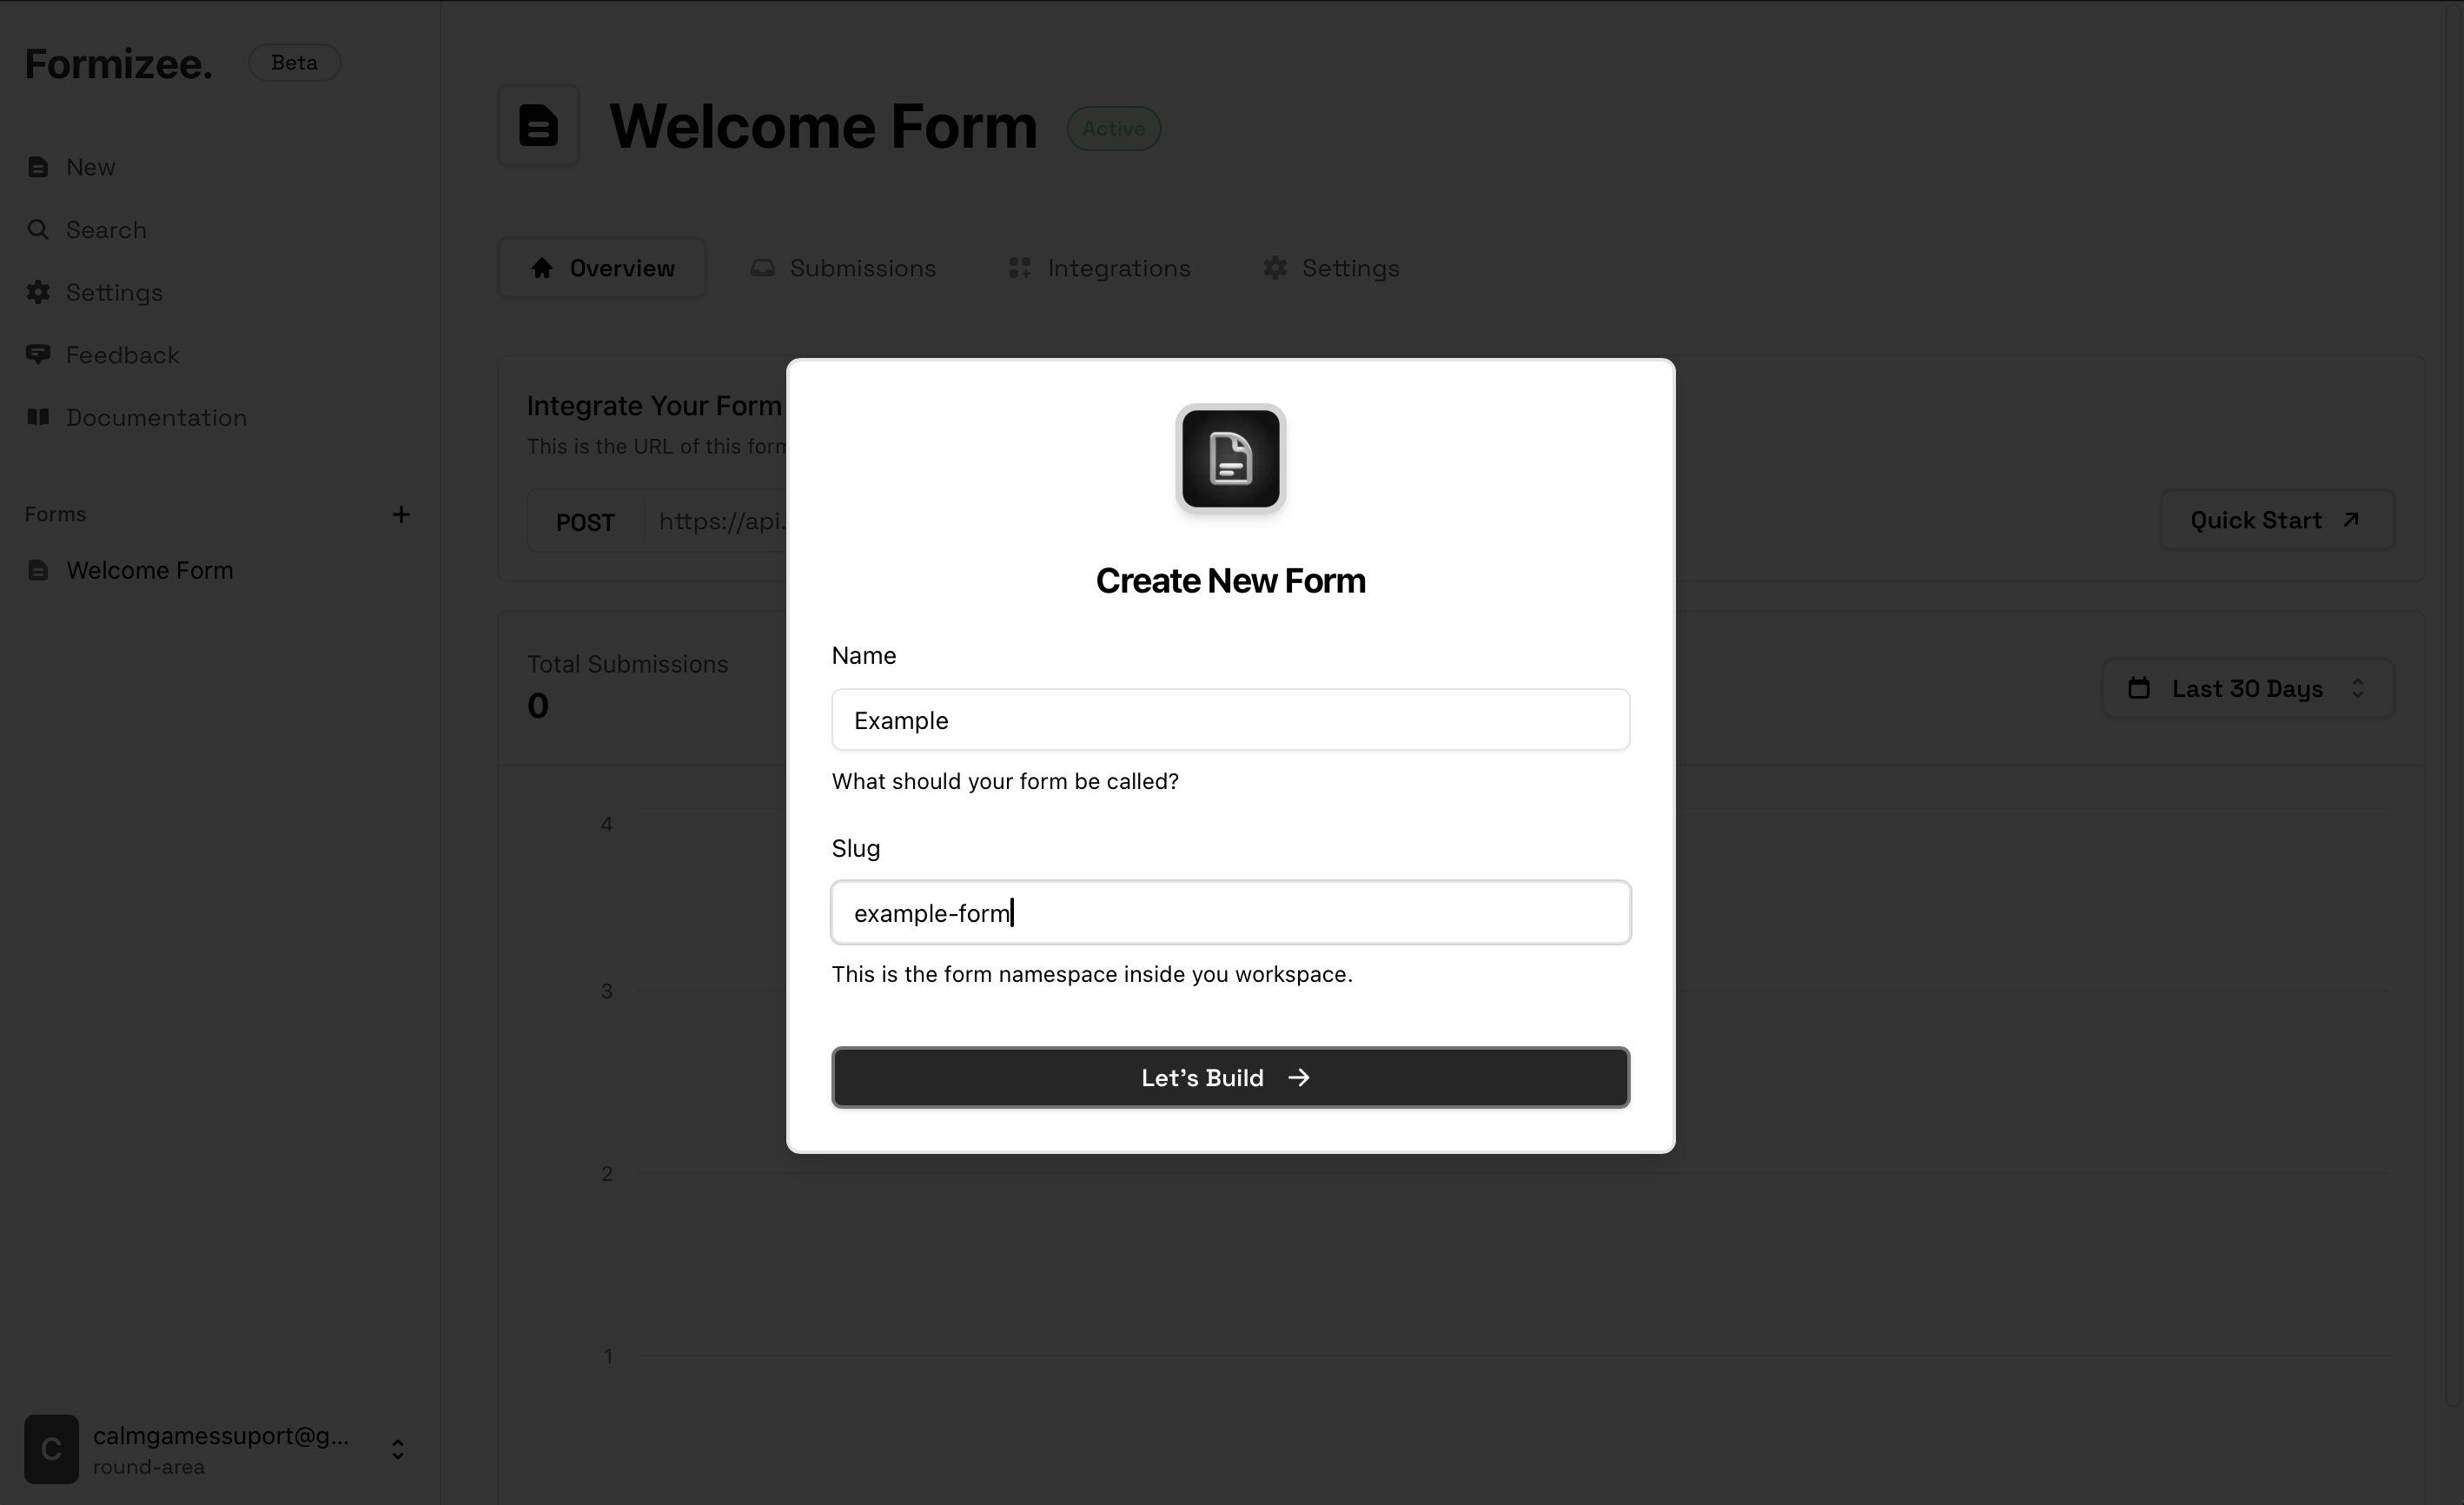 Formizee.
Beta
New
Search
Settings
Feedback
Documentation
Forms
Welcome Form
C
calmgamessuport@g...
round-area
Welcome Form
Active
Overview
Submissions
Integrations
Settings
Integrate Your Form
This is the URL of this form
POST
https://api.
Quick Start
Total Submissions
0
Last 30 Days
4
3
2
1
Create New Form
Name
Example
What should your form be called?
Slug
example-form
This is the form namespace inside you workspace.
Let's Build